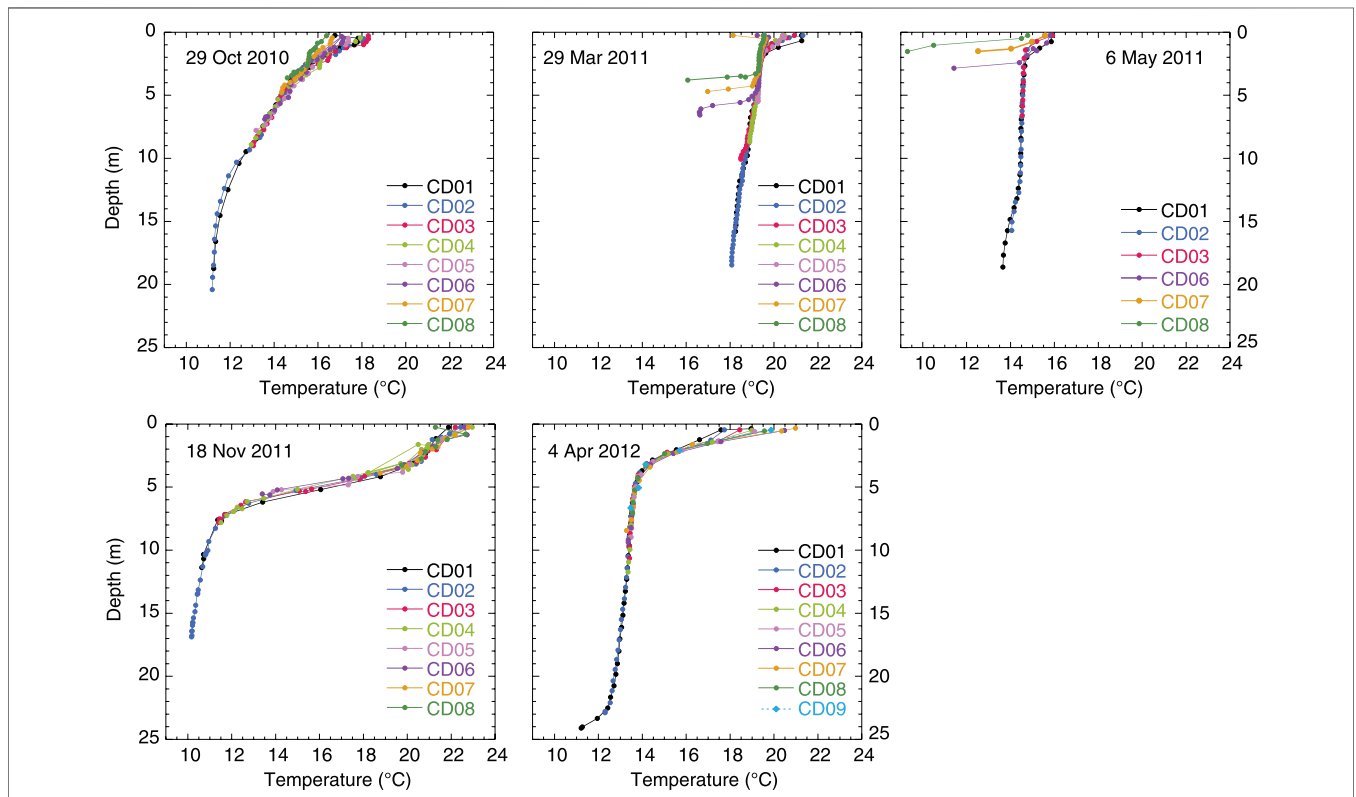 29 Oct 2010
0
5
10
15
20
25
Depth (m)
10 12 14 16 18 20 22 24
Temperature (°C)
CD01
CD02
CD03
CD04
CD05
CD06
CD07
CD08
29 Mar 2011
10 12 14 16 18 20 22 24
Temperature (°C)
CD01
CD02
CD03
CD04
CD05
CD06
CD07
CD08
6 May 2011
0
5
10
15
20
25
10 12 14 16 18 20 22 24
Temperature (°C)
CD01
CD02
CD03
CD06
CD07
CD08
18 Nov 2011
0
5
10
15
20
25
Depth (m)
10 12 14 16 18 20 22 24
Temperature (°C)
CD01
CD02
CD03
CD04
CD05
CD06
CD07
CD08
4 Apr 2012
0
5
10
15
20
25
10 12 14 16 18 20 22 24
Temperature (°C)
CD01
CD02
CD03
CD04
CD05
CD06
CD07
CD08
CD09